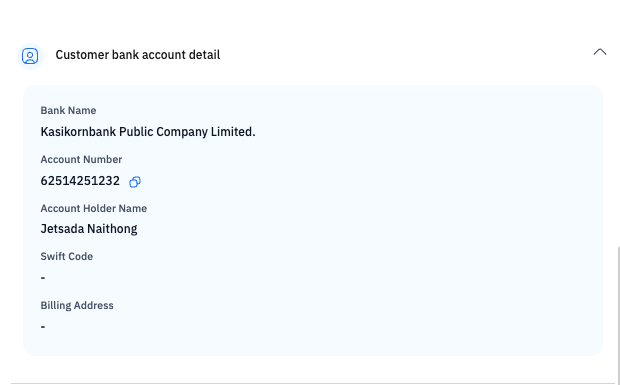 Customer bank account detail
Bank Name
Kasikornbank Public Company Limited.
Account Number
62514251232
Account Holder Name
Jetsada Naithong
Swift Code
-
Billing Address
-